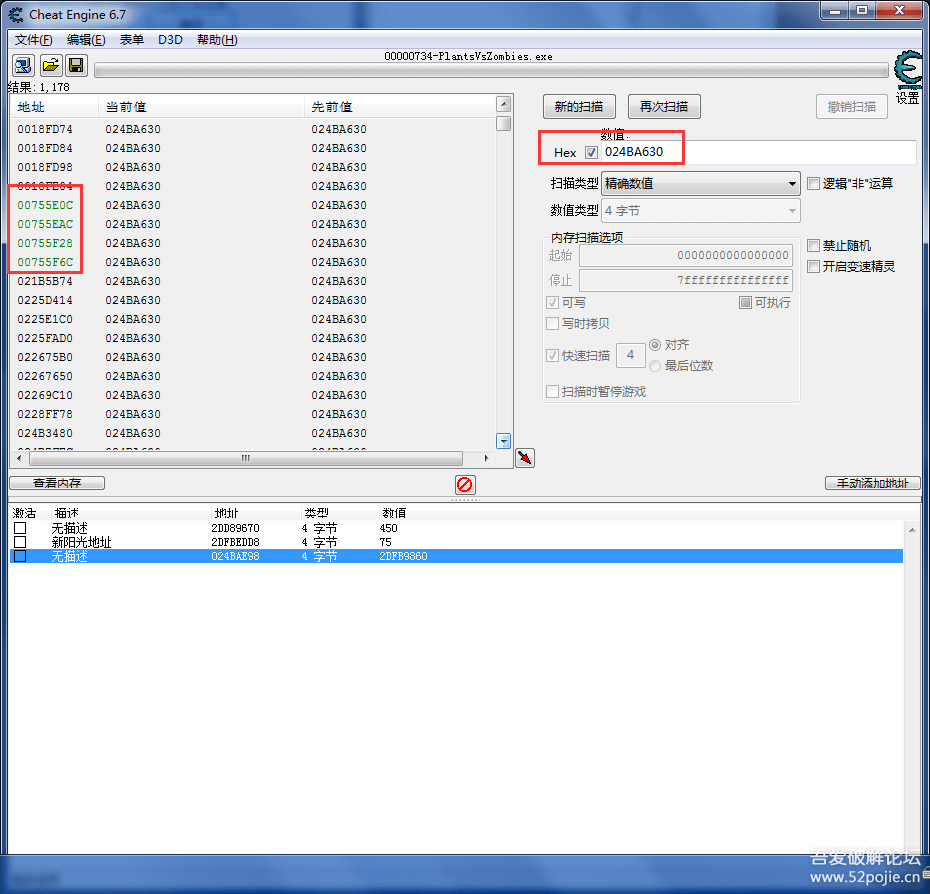 Cheat Engine 6.7
文件(F) 编辑(E) 表单 D3D 帮助(H)
00000734-PlantsVsZombies.exe
结果: 1,178
设置
地址 当前值 先前值
0018FD74 024BA630 024BA630
0018FD84 024BA630 024BA630
0018FD98 024BA630 024BA630
0018FE04 024BA630 024BA630
00755E0C 024BA630 024BA630
00755EAC 024BA630 024BA630
00755F28 024BA630 024BA630
00755F6C 024BA630 024BA630
021B5B74 024BA630 024BA630
0225D414 024BA630 024BA630
0225E1C0 024BA630 024BA630
0225FAD0 024BA630 024BA630
022675B0 024BA630 024BA630
02267650 024BA630 024BA630
02269C10 024BA630 024BA630
0228FF78 024BA630 024BA630
024B3480 024BA630 024BA630
新的扫描 再次扫描 撤销扫描
数值:
Hex 024BA630
扫描类型 精确数值 逻辑"非"运算
数值类型 4 字节
内存扫描选项
起始 0000000000000000
停止 7fffffffffffffff
可写 可执行
写时拷贝
快速扫描 4 对齐
最后位数
扫描时暂停游戏
禁止随机
开启变速精灵
查看内存 手动添加地址
激活 描述 地址 类型 数值
无描述 2DD89670 4 字节 450
新阳光地址 2DFBEDD8 4 字节 75
无描述 024BAE98 4 字节 2DFB9860
吾爱破解论坛
www.52pojie.cn